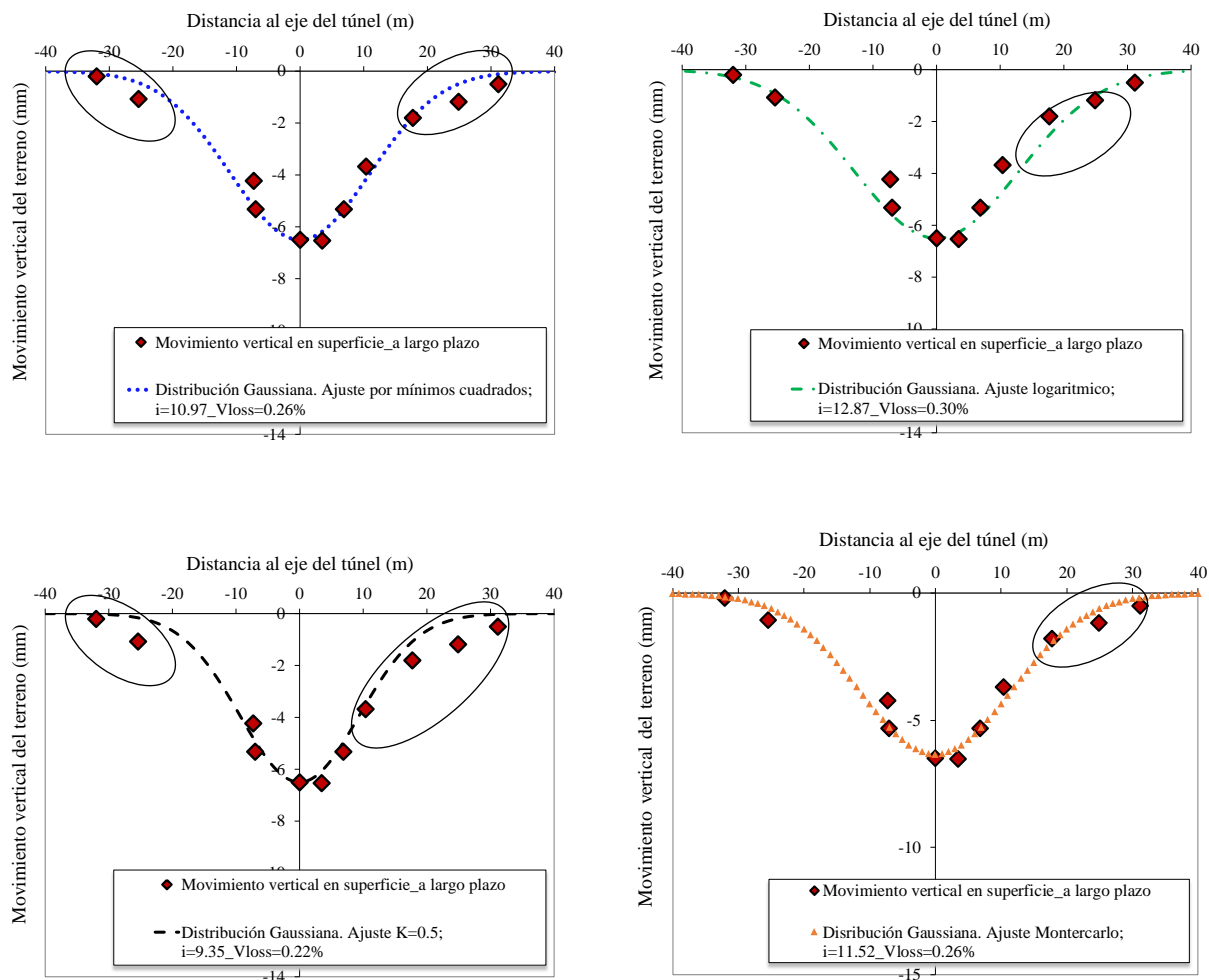 Distancia al eje del túnel (m)
-40 -30 -20 -10 0 10 20 30 40
Movimiento vertical del terreno (mm)
0
-2
-4
-6
-8
-14
Movimiento vertical en superficie_a largo plazo
Distribución Gaussiana. Ajuste por mínimos cuadrados;
i=10.97_Vloss=0.26%
Distancia al eje del túnel (m)
-40 -30 -20 -10 0 10 20 30 40
Movimiento vertical del terreno (mm)
0
-2
-4
-6
-8
-10
-14
Movimiento vertical en superficie_a largo plazo
Distribución Gaussiana. Ajuste logaritmico;
i=12.87_Vloss=0.30%
Distancia al eje del túnel (m)
-40 -30 -20 -10 0 10 20 30 40
Movimiento vertical del terreno (mm)
0
-2
-4
-6
-8
-14
Movimiento vertical en superficie_a largo plazo
Distribución Gaussiana. Ajuste K=0.5;
i=9.35_Vloss=0.22%
Distancia al eje del túnel (m)
-40 -30 -20 -10 0 10 20 30 40
Movimiento vertical del terreno (mm)
0
-5
-10
-15
Movimiento vertical en superficie_a largo plazo
Disribución Gaussiana. Ajuste Montercarlo;
i=11.52_Vloss=0.26%